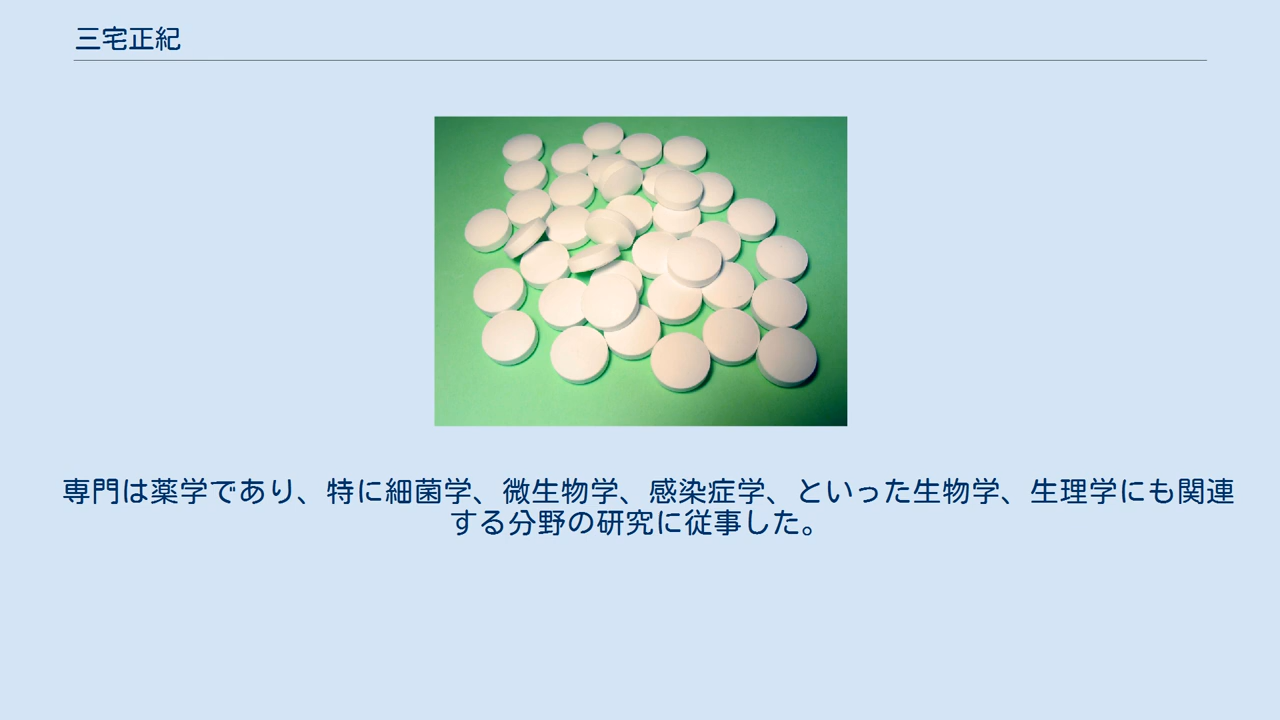 三宅正紀
専門は薬学であり、特に細菌学、微生物学、感染症学、といった生物学、生理学にも関連
する分野の研究に従事した。